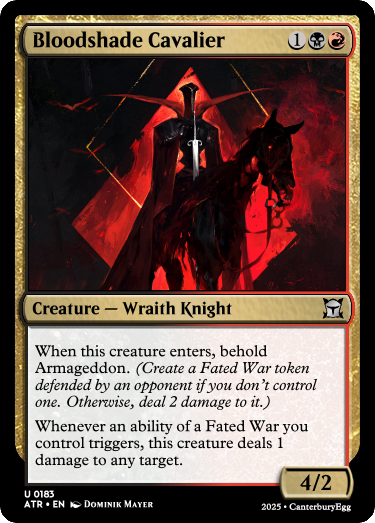 Bloodshade Cavalier 1
Creature — Wraith Knight
When this creature enters, behold
Armageddon. (Create a Fated War token
defended by an opponent if you don't control
one. Otherwise, deal 2 damage to it.)
Whenever an ability of a Fated War you
control triggers, this creature deals 1
damage to any target.
4/2
U 0183
ATR • EN Dominik Mayer
2025 • CanterburyEgg